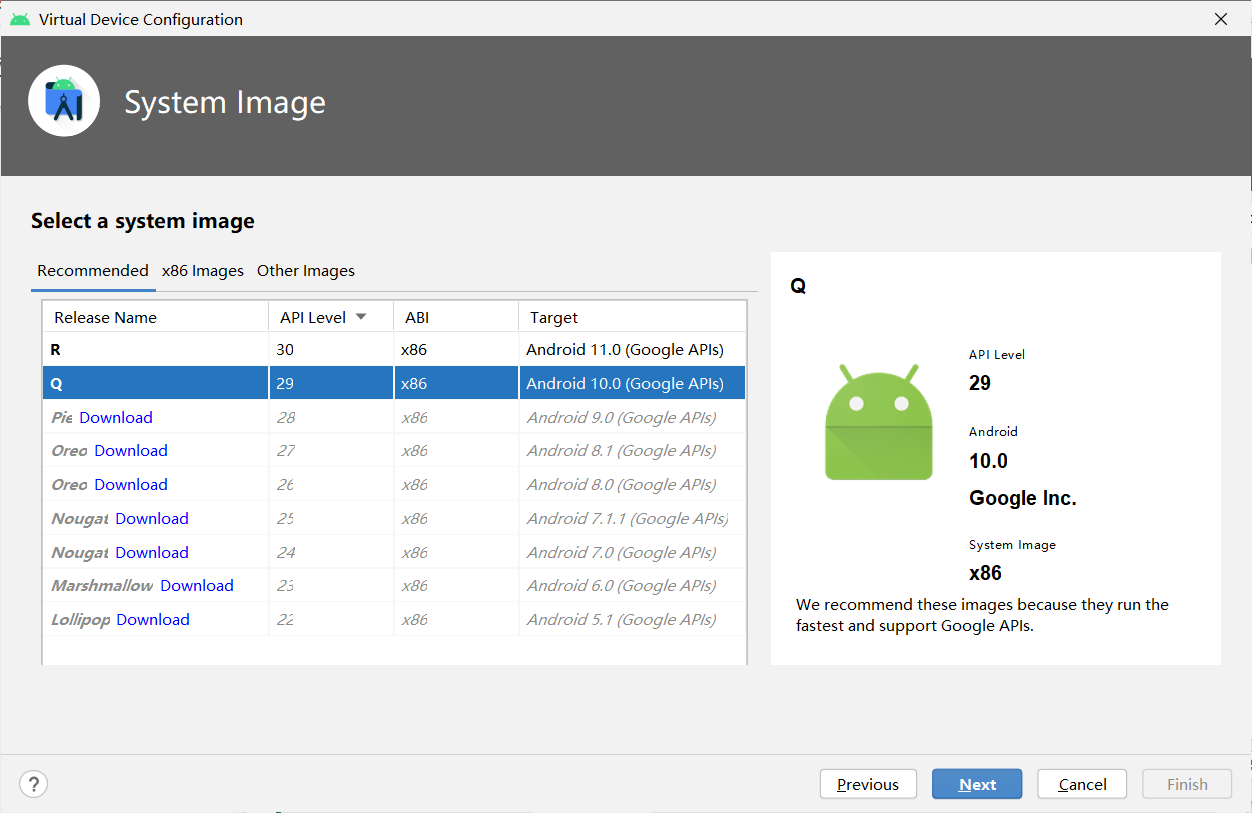 Virtual Device Configuration
System Image
Select a system image
Recommended x86 Images Other Images
Release Name API Level ABI Target
R 30 x86 Android 11.0 (Google APIs)
Q 29 x86 Android 10.0 (Google APIs)
Pie Download 28 x86 Android 9.0 (Google APIs)
Oreo Download 27 x86 Android 8.1 (Google APIs)
Oreo Download 26 x86 Android 8.0 (Google APIs)
Nougat Download 25 x86 Android 7.1.1 (Google APIs)
Nougat Download 24 x86 Android 7.0 (Google APIs)
Marshmallow Download 23 x86 Android 6.0 (Google APIs)
Lollipop Download 22 x86 Android 5.1 (Google APIs)
Q
API Level
29
Android
10.0
Google Inc.
System Image
x86
We recommend these images because they run the
fastest and support Google APIs.
? Previous Next Cancel Finish